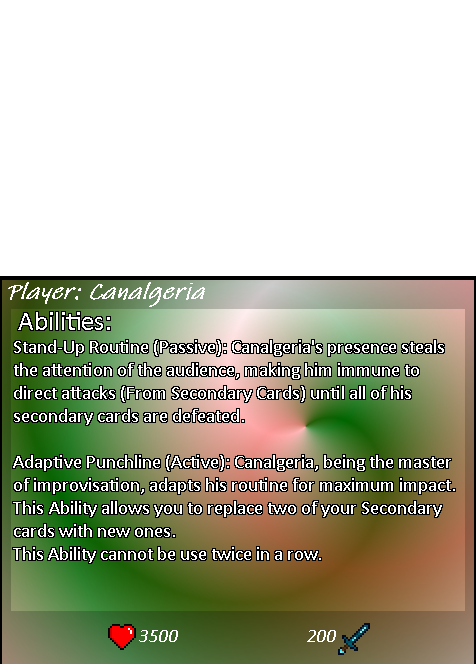 Player: Canalgeria
Abilities:
Stand-Up Routine (Passive): Canalgeria's presence steals
the attention of the audience, making him immune to
direct attacks (From Secondary Cards) until all of his
secondary cards are defeated.
Adaptive Punchline (Active): Canalgeria, being the master
of improvisation, adapts his routine for maximum impact.
This Ability allows you to replace two of your Secondary
cards with new ones.
This Ability cannot be use twice in a row.
3500 200